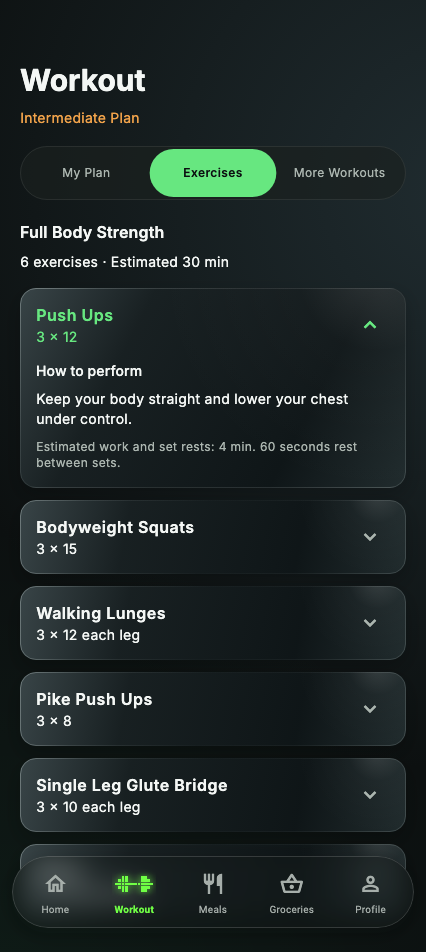 Workout
Intermediate Plan
My Plan
Exercises
More Workouts
Full Body Strength
6 exercises · Estimated 30 min
Push Ups
3 × 12
How to perform
Keep your body straight and lower your chest
under control.
Estimated work and set rests: 4 min. 60 seconds rest
between sets.
Bodyweight Squats
3 × 15
Walking Lunges
3 × 12 each leg
Pike Push Ups
3 × 8
Single Leg Glute Bridge
3 × 10 each leg
Home
Workout
Meals
Groceries
Profile